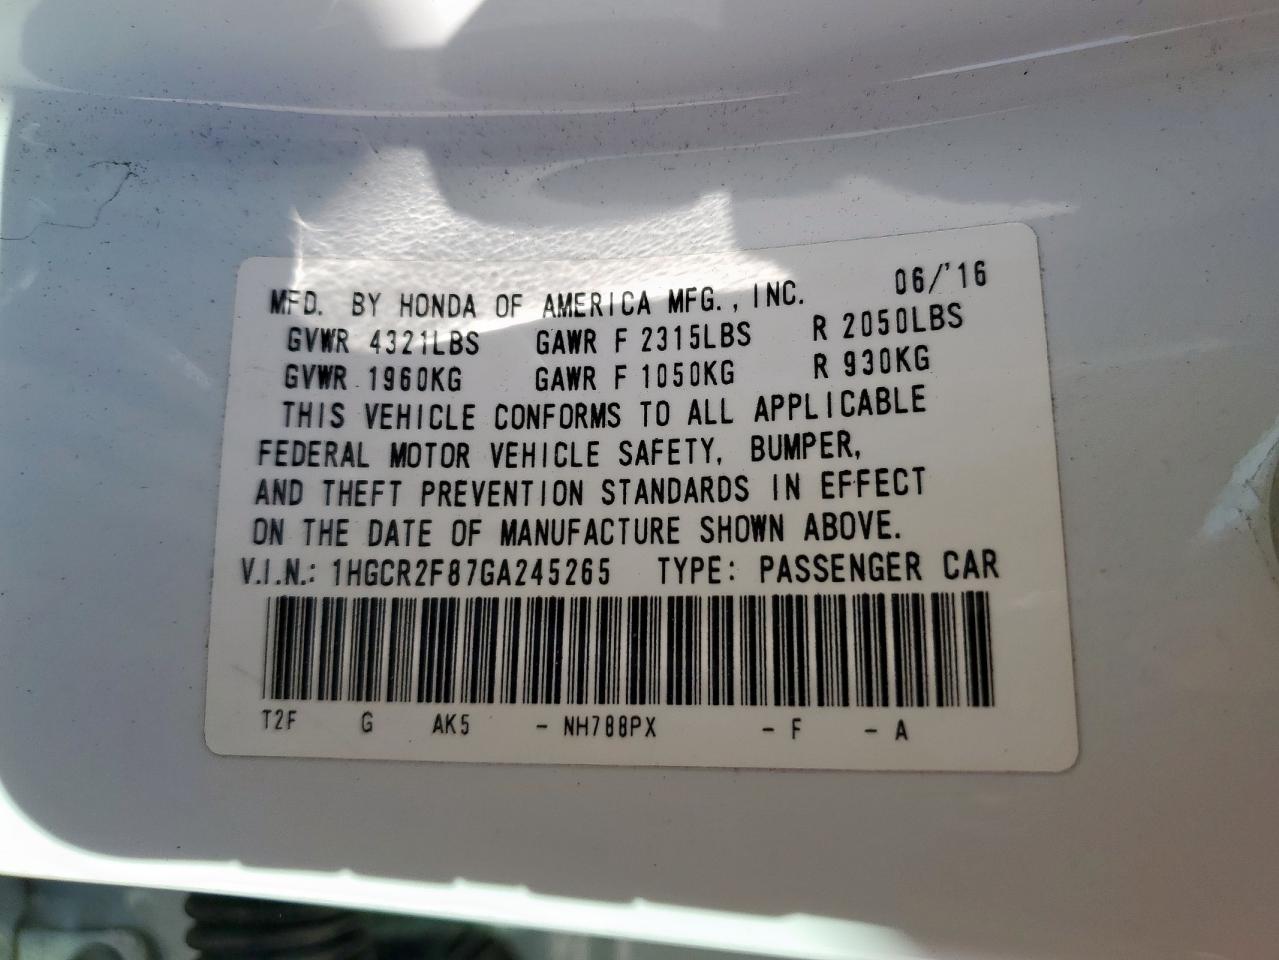 MFD. BY HONDA OF AMERICA MFG., INC. 06/'16
GVWR 4321LBS GAWR F 2315LBS R 2050LBS
GVWR 1960KG GAWR F 1050KG R 930KG
THIS VEHICLE CONFORMS TO ALL APPLICABLE
FEDERAL MOTOR VEHICLE SAFETY, BUMPER,
AND THEFT PREVENTION STANDARDS IN EFFECT
ON THE DATE OF MANUFACTURE SHOWN ABOVE.
V.I.N.: 1HGCR2F87GA245265 TYPE: PASSENGER CAR
T2F G AK5 - NH788PX - F - A